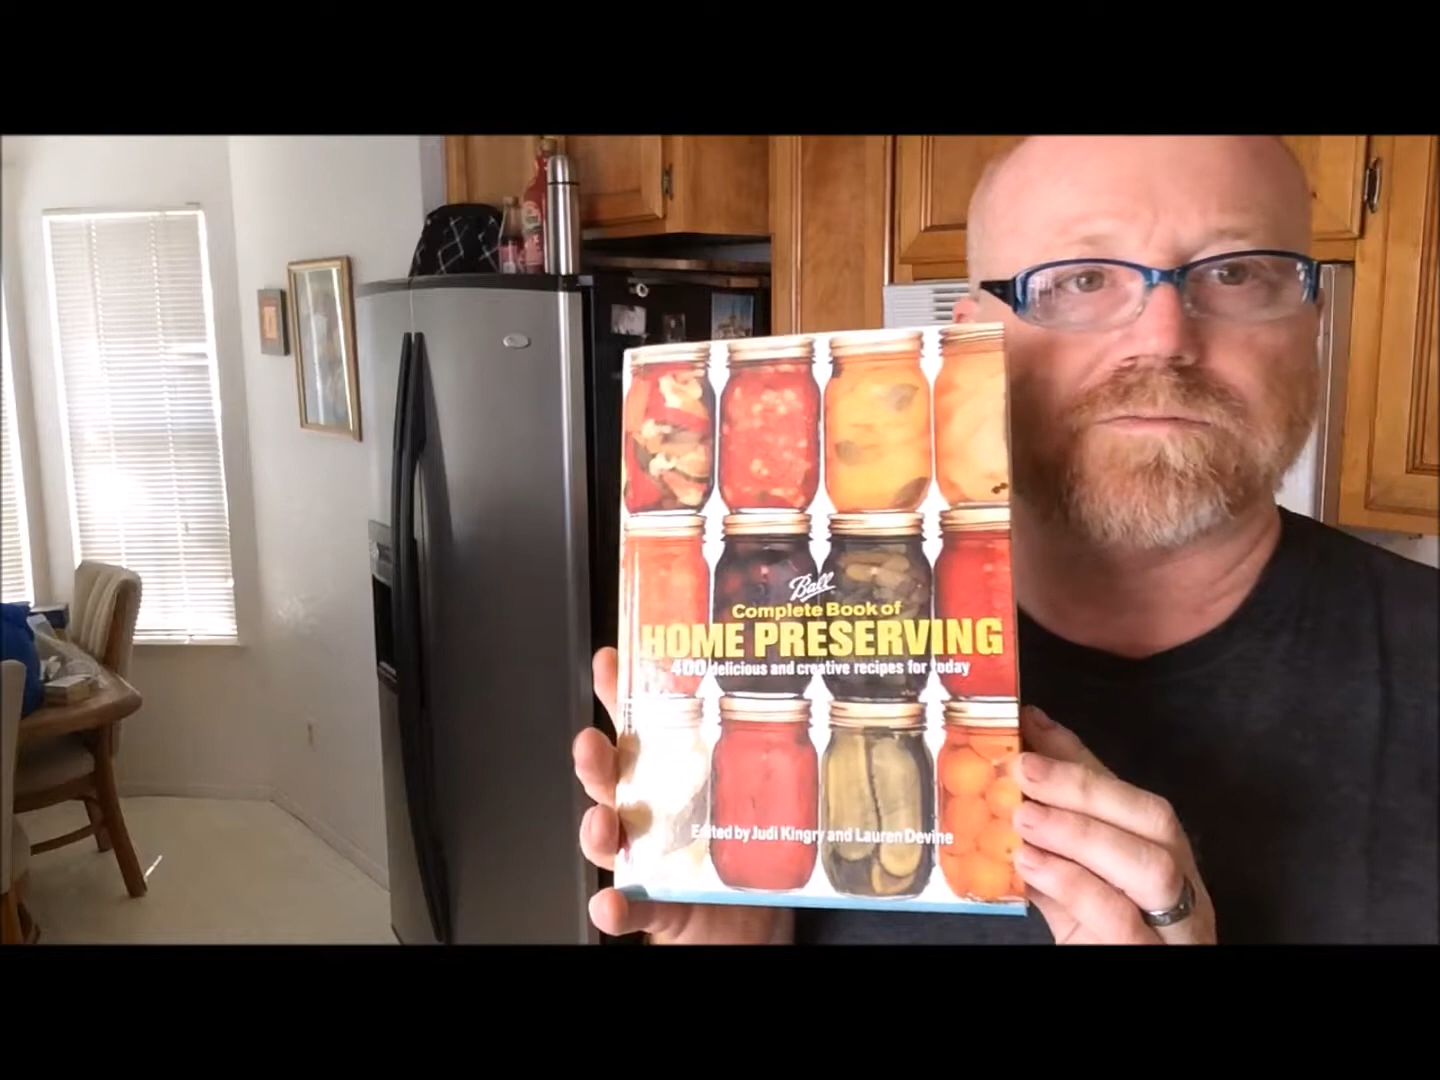 Ball
Complete Book of
HOME PRESERVING
400 delicious and creative recipes for today
Edited by Judi Kingry and Lauren Devine